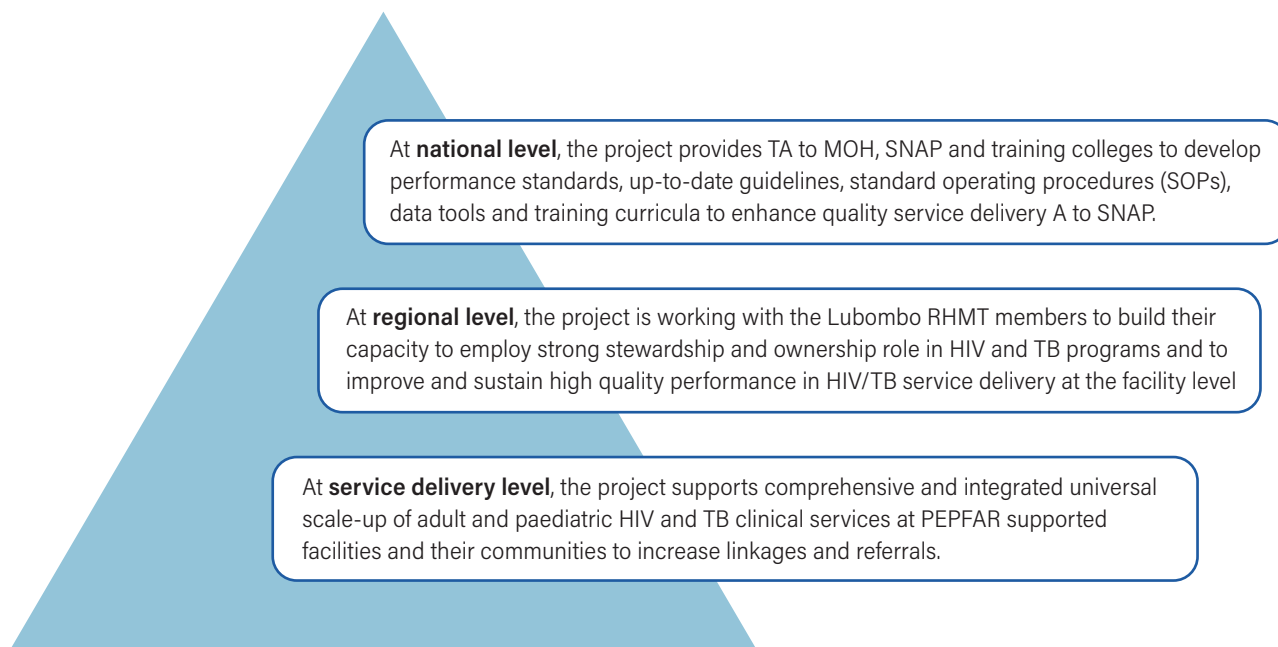 At national level, the project provides TA to MOH, SNAP and training colleges to develop
performance standards, up-to-date guidelines, standard operating procedures (SOPs),
data tools and training curricula to enhance quality service delivery A to SNAP.
At regional level, the project is working with the Lubombo RHMT members to build their
capacity to employ strong stewardship and ownership role in HIV and TB programs and to
improve and sustain high quality performance in HIV/TB service delivery at the facility level
At service delivery level, the project supports comprehensive and integrated universal
scale-up of adult and paediatric HIV and TB clinical services at PEPFAR supported
facilities and their communities to increase linkages and referrals.